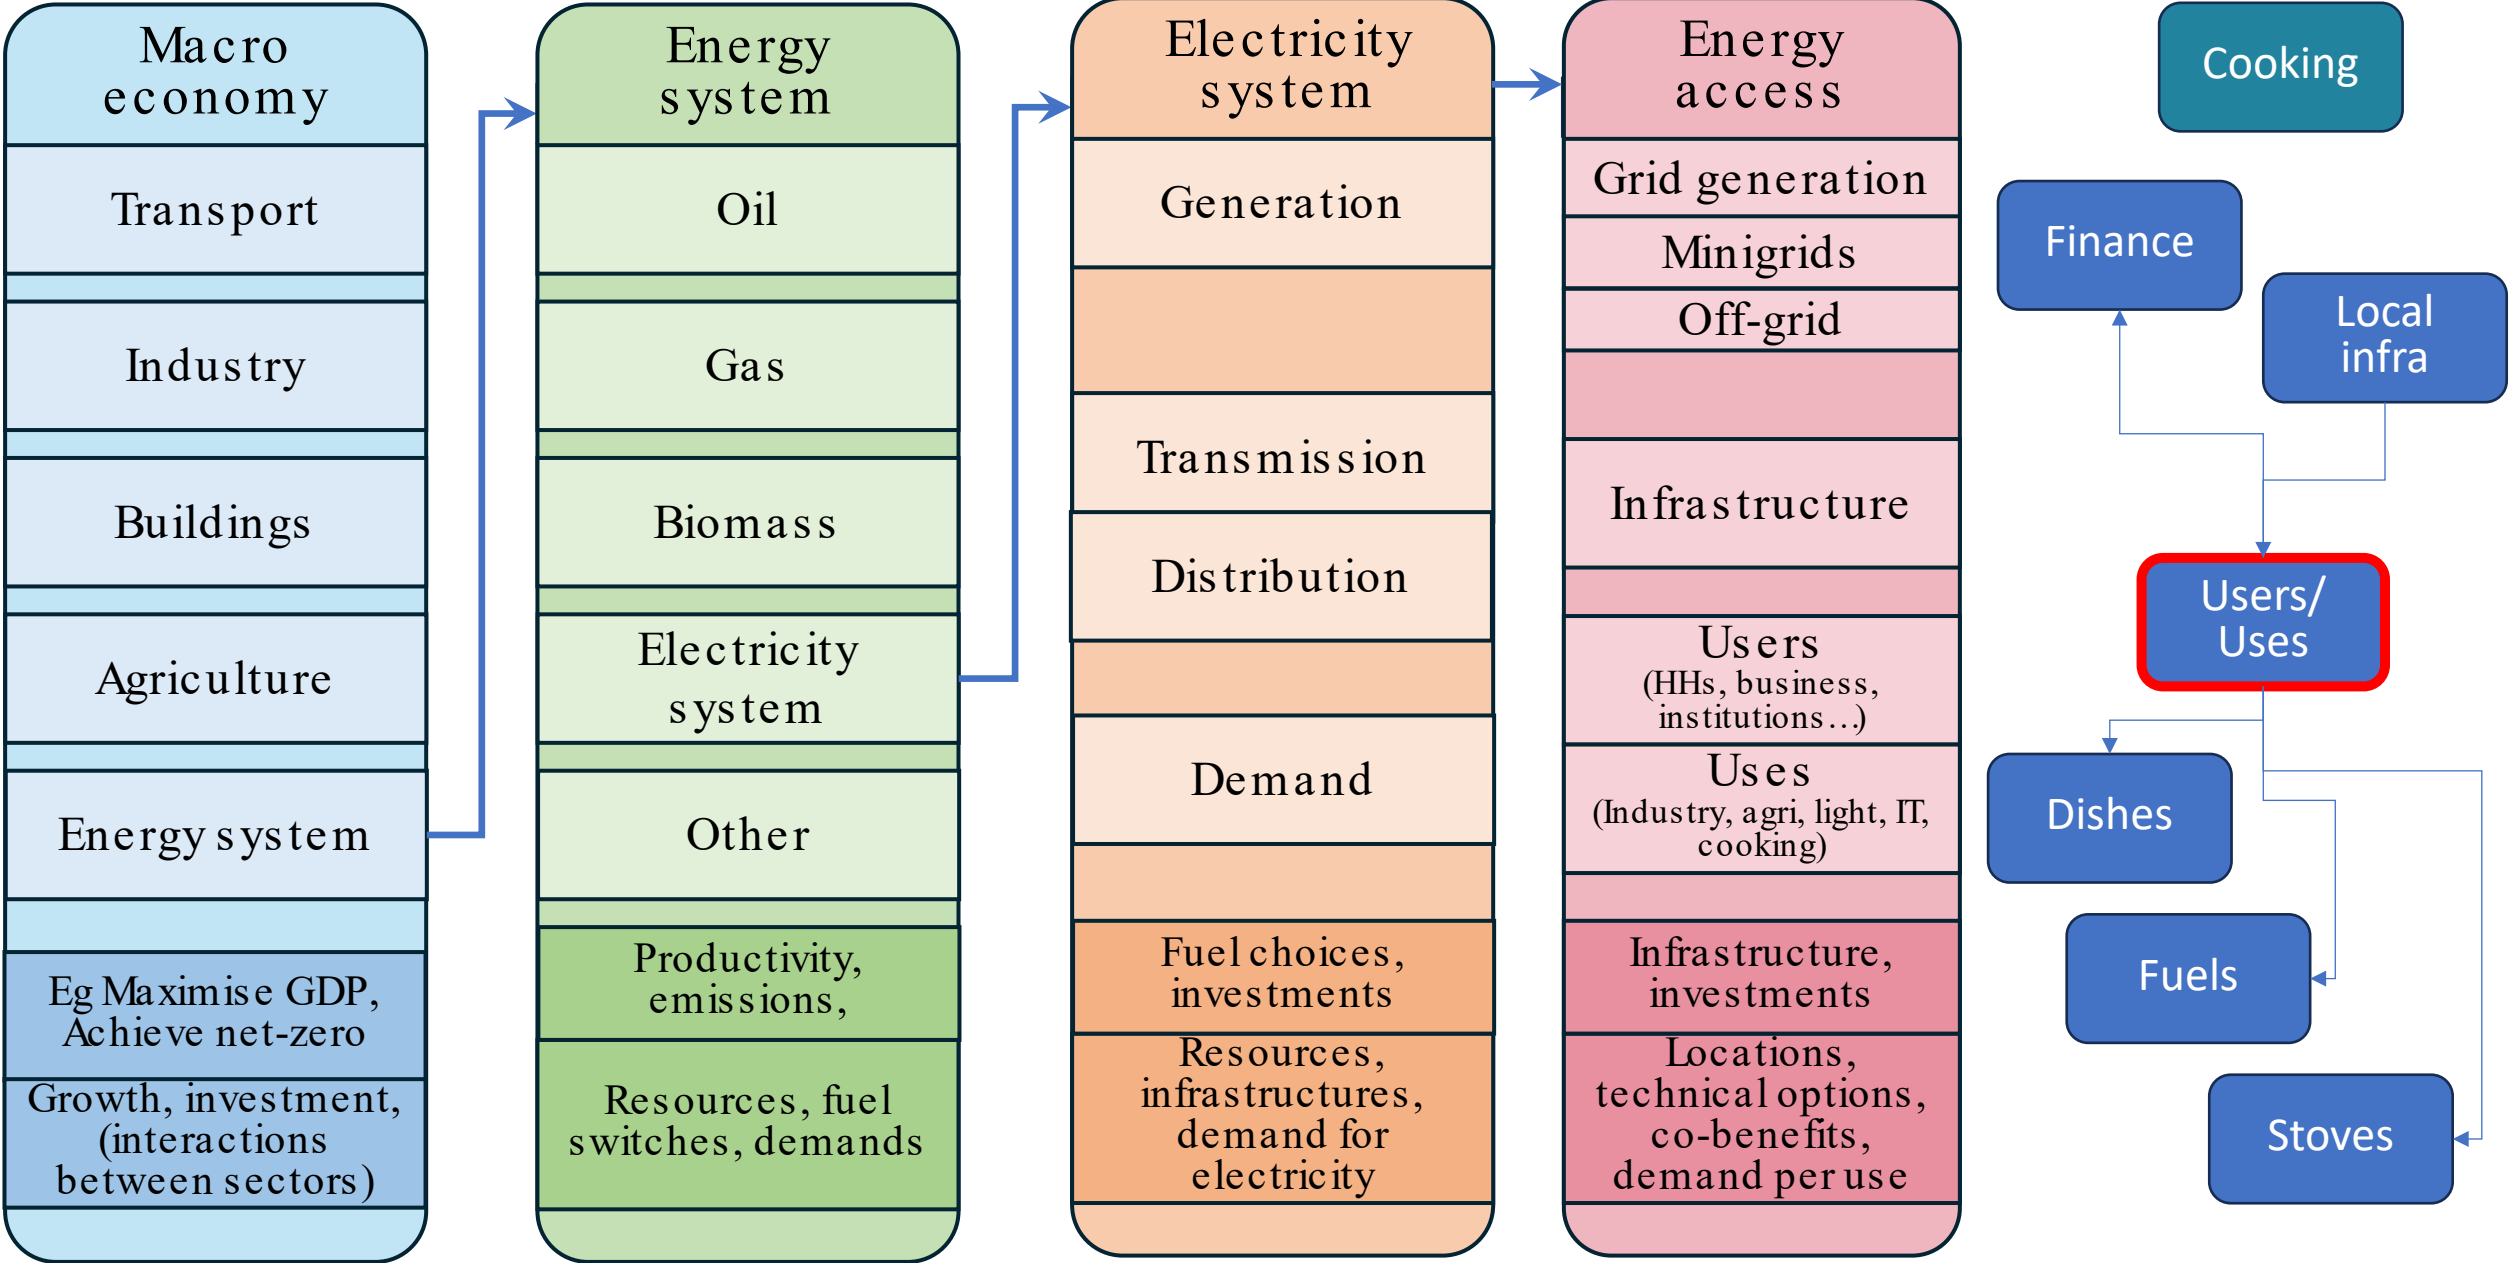 Macro
economy
Transport
Industry
Buildings
Agriculture
Energy system
Eg Maximise GDP,
Achieve net-zero
Growth, investment,
(interactions
between sectors)
Energy
system
Oil
Gas
Biomass
Electricity
system
Other
Productivity,
emissions,
Resources, fuel
switches, demands
Electricity
system
Generation
Transmission
Distribution
Demand
Fuel choices,
investments
Resources,
infrastructures,
demand for
electricity
Energy
access
Grid generation
Minigrids
Off-grid
Infrastructure
Users
(HHs, business,
institutions...)
Uses
(Industry, agri, light, IT,
cooking)
Infrastructure,
investments
Locations,
technical options,
co-benefits,
demand per use
Cooking
Finance
Local
infra
Users/
Uses
Dishes
Fuels
Stoves